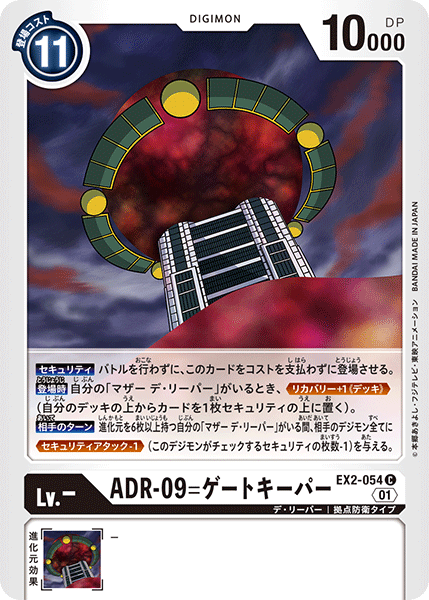 登場コスト
11
DIGIMON
10000
DP
セキュリティ バトルを行わずに、このカードをコストを支払わずに登場させる。
登場時 自分の「マザー デ・リーパー」がいるとき、リカバリー+1《デッキ》
(自分のデッキの上からカードを1枚セキュリティの上に置く)。
相手のターン 進化元を6枚以上持つ自分の「マザー デ・リーパー」がいる間、相手のデジモン全てに
セキュリティアタック-1 (このデジモンがチェックするセキュリティの枚数-1)を与える。
©本郷あきよし・フジテレビ・東映アニメーション
BANDAI MADE IN JAPAN
Lv.-
ADR-09=ゲートキーパー
EX2-054 C
01
デ・リーパー | 拠点防衛タイプ
進化元効果
-